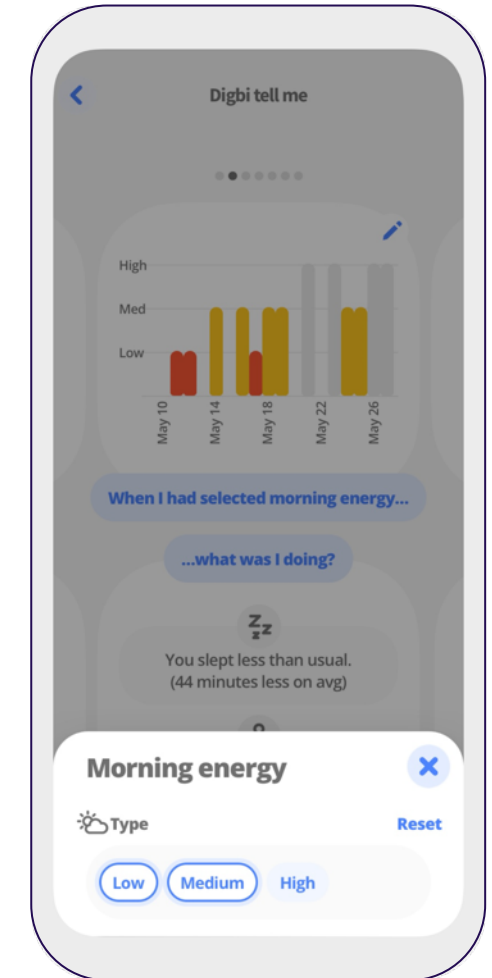 Digbi tell me
High
Med
Low
May 10
May 14
May 18
May 22
May 26
When I had selected morning energy...
...what was I doing?
Zzz
You slept less than usual.
(44 minutes less on avg)
Morning energy
Type
Reset
Low
Medium
High